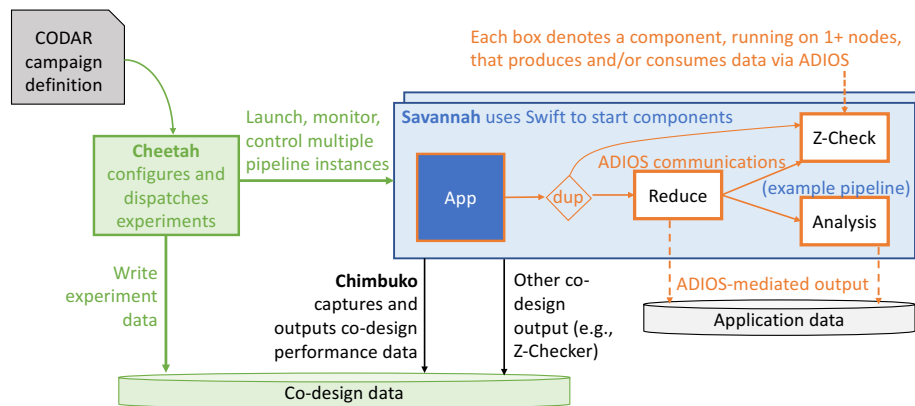 CODAR
campaign
definition
Each box denotes a component, running on 1+ nodes,
that produces and/or consumes data via ADIOS
Launch, monitor,
control multiple
pipeline instances
Savannah uses Swift to start components
Cheetah
configures and
dispatches
experiments
App
dup
ADIOS communications
Reduce
Z-Check
(example pipeline)
Analysis
Write
experiment
data
Chimbuko
captures and
outputs co-design
performance data
Other co-
design
output (e.g.,
Z-Checker)
ADIOS-mediated output
Application data
Co-design data